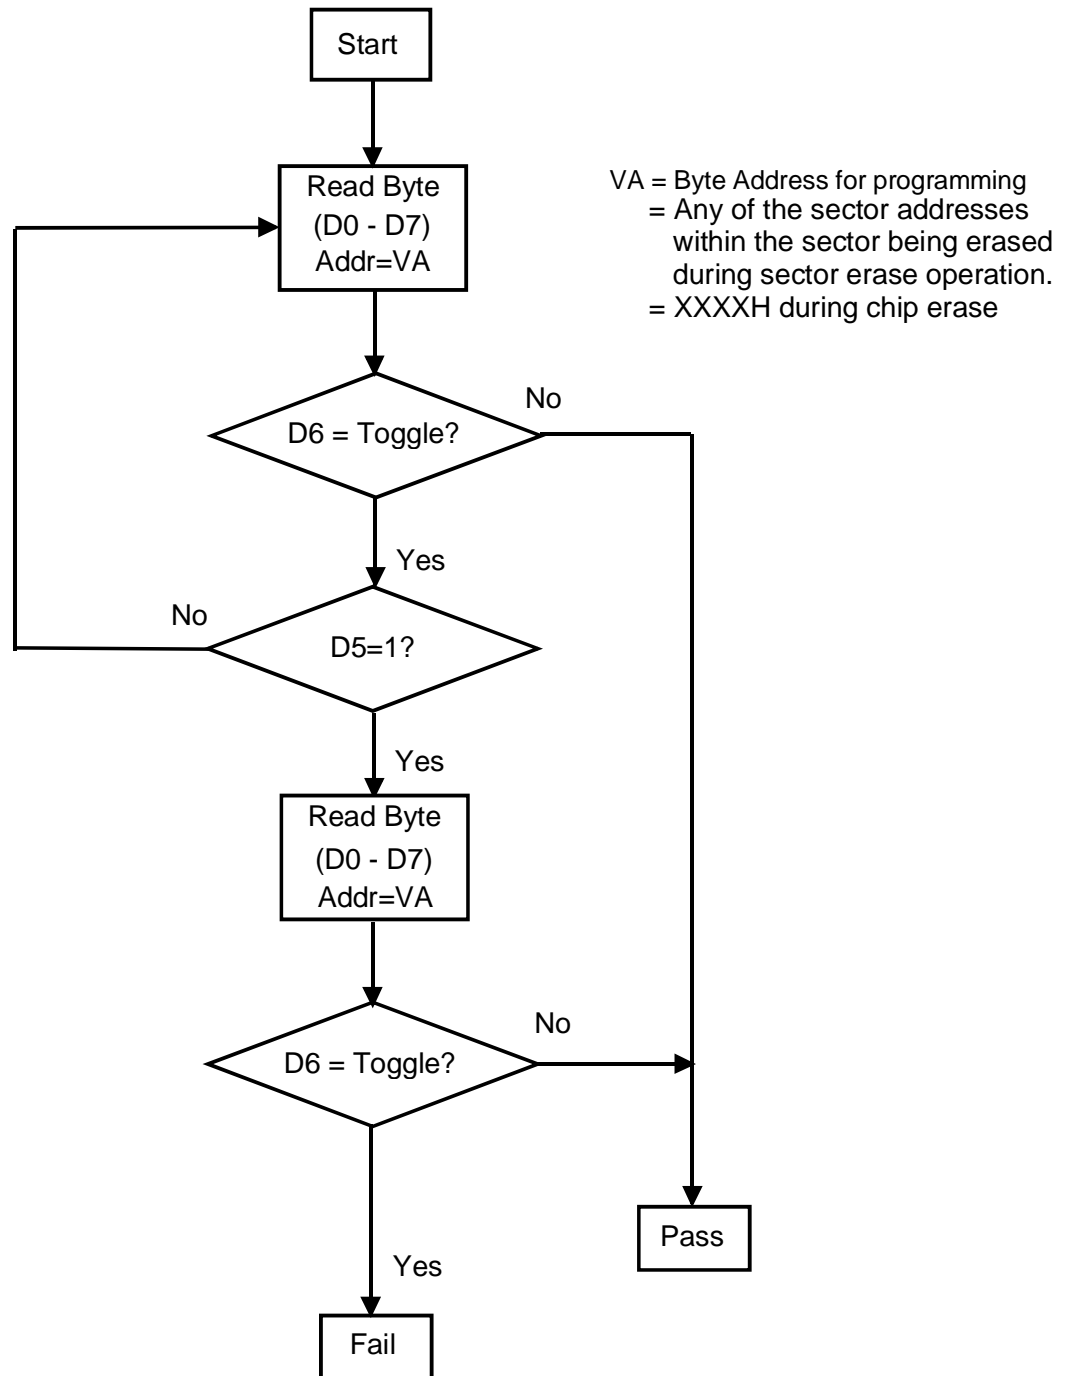 Start
Read Byte
(D0 - D7)
Addr=VA
VA = Byte Address for programming
= Any of the sector addresses
within the sector being erased
during sector erase operation.
= XXXXH during chip erase
No
D6 = Toggle?
Yes
No
D5=1?
Yes
Read Byte
(D0 - D7)
Addr=VA
No
D6 = Toggle?
Pass
Yes
Fail